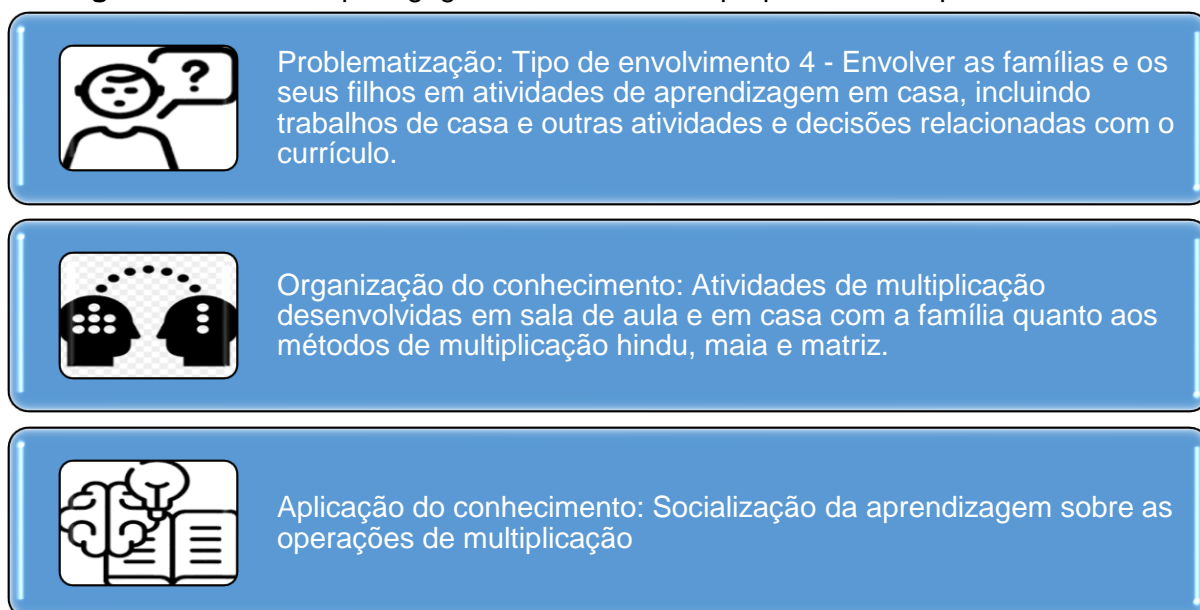 Problematização: Tipo de envolvimento 4 - Envolver as famílias e os
seus filhos em atividades de aprendizagem em casa, incluindo
trabalhos de casa e outras atividades e decisões relacionadas com o
currículo.
?
Organização do conhecimento: Atividades de multiplicação
desenvolvidas em sala de aula e em casa com a família quanto aos
métodos de multiplicação hindu, maia e matriz.
Aplicação do conhecimento: Socialização da aprendizagem sobre as
operações de multiplicação